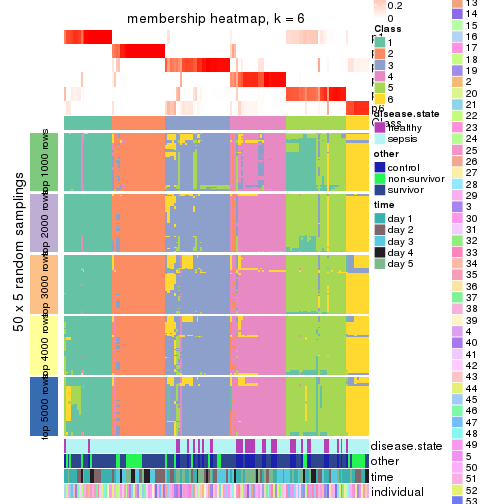 membership heatmap, k = 6
50 x 5 random samplings
top 1000 rows
top 2000 rows
top 3000 rows
top 4000 rows
top 5000 rows
p1
Class
disease.state
other
time
individual
0.2
0
Class
1
2
3
4
5
6
disease.state
healthy
sepsis
other
control
non-survivor
survivor
time
day 1
day 2
day 3
day 4
day 5
13
14
15
16
17
18
19
2
20
21
22
23
24
25
26
27
28
29
3
30
31
32
33
34
35
36
37
38
39
4
40
41
42
43
44
45
46
47
48
49
5
50
51
52
53